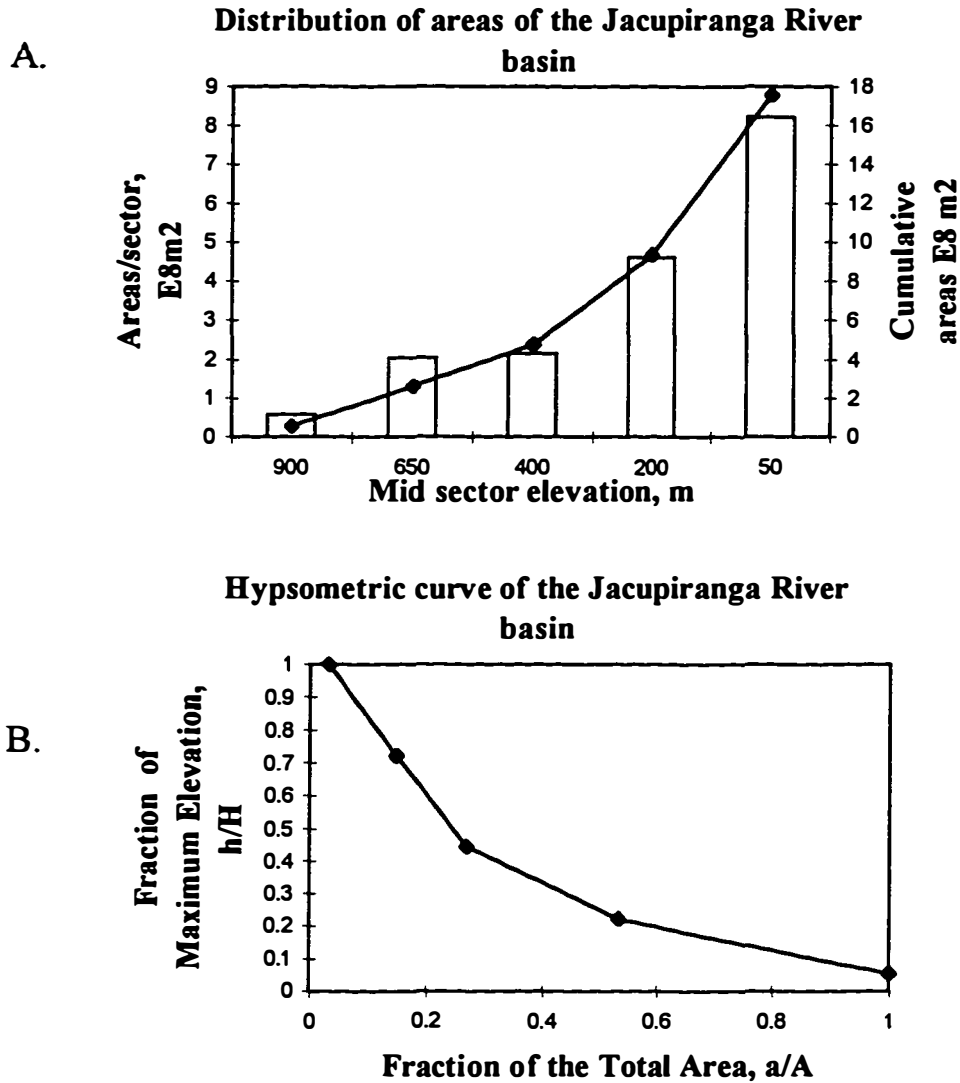 A.
Distribution of areas of the Jacupiranga River
basin
Areas/sector,
E8m2
9
8
7
6
5
4
3
2
1
0
18
16
14
12
10
8
6
4
2
0
Cumulative
areas E8 m2
900 650 400 200 50
Mid sector elevation, m
B.
Hypsometric curve of the Jacupiranga River
basin
Fraction of
Maximum Elevation,
h/H
1
0.9
0.8
0.7
0.6
0.5
0.4
0.3
0.2
0.1
0
0 0.2 0.4 0.6 0.8 1
Fraction of the Total Area, a/A